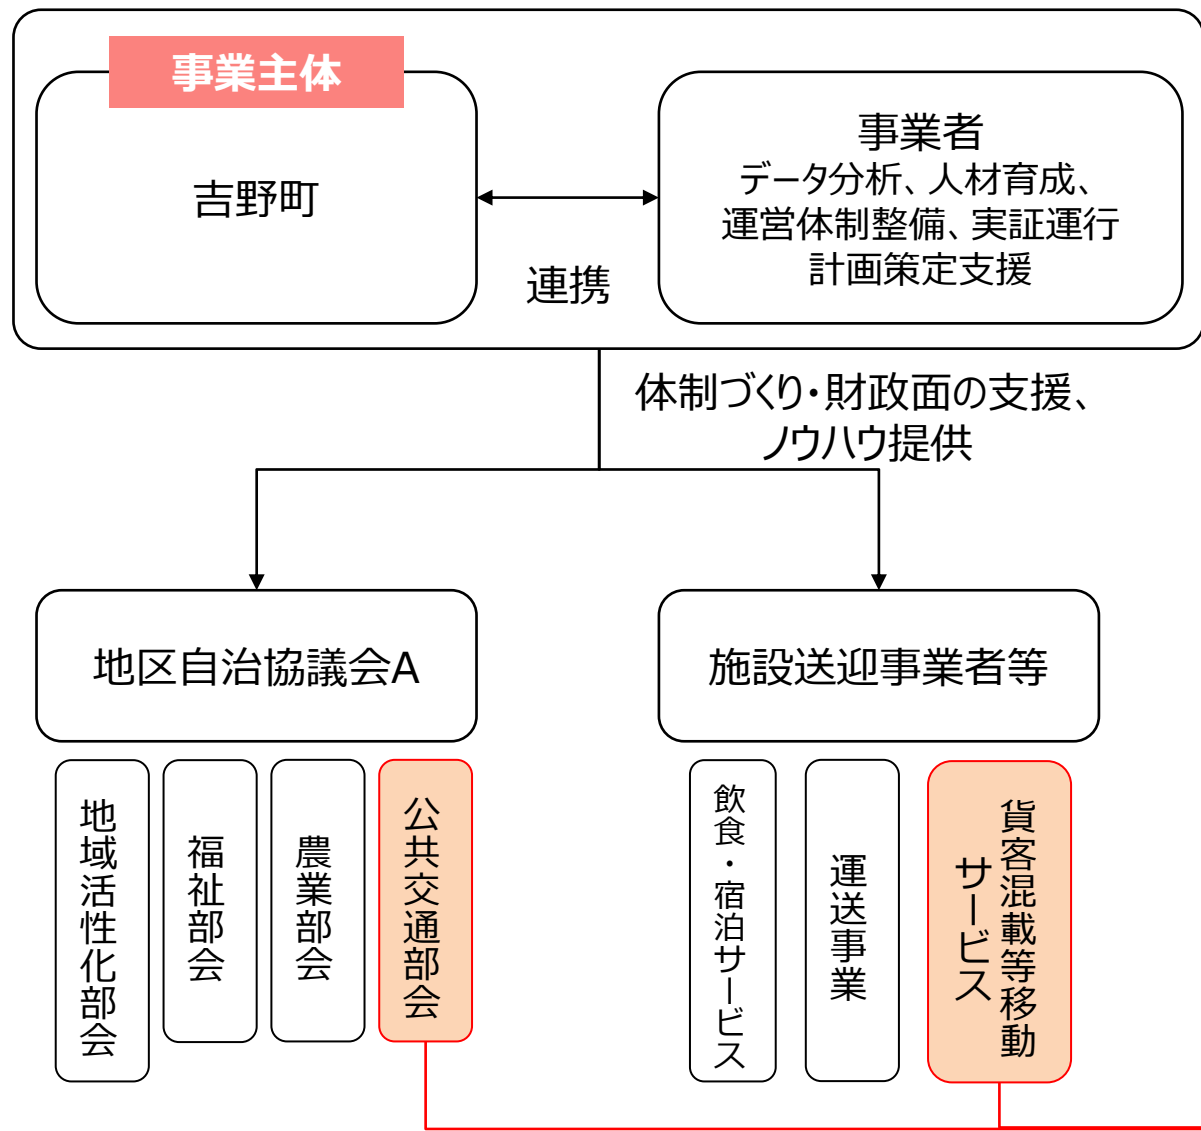 事業主体
吉野町
連携
事業者
データ分析、人材育成、
運営体制整備、実証運行
計画策定支援
体制づくり・財政面の支援、
ノウハウ提供
地区自治協議会A
地域活性化部会
福祉部会
農業部会
公共交通部会
施設送迎事業者等
飲食・宿泊サービス
運送事業
貨客混載等移動
サービス